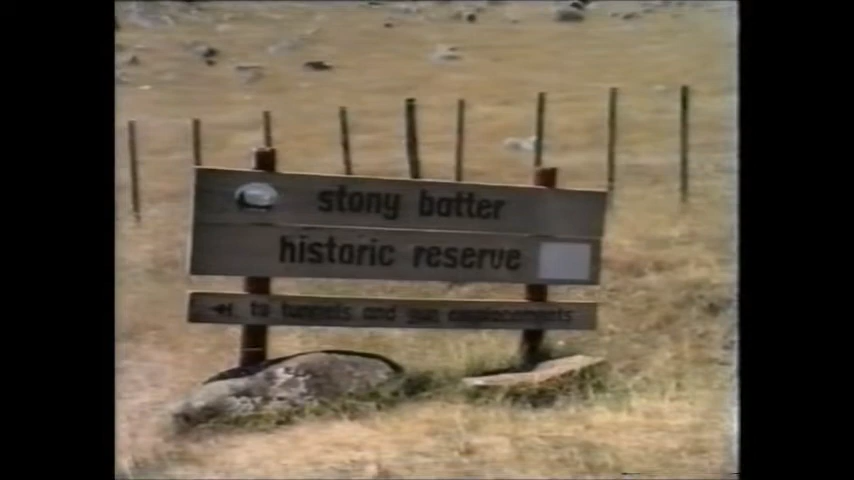 stony batter
historic reserve
to tunnels and gun emplacements